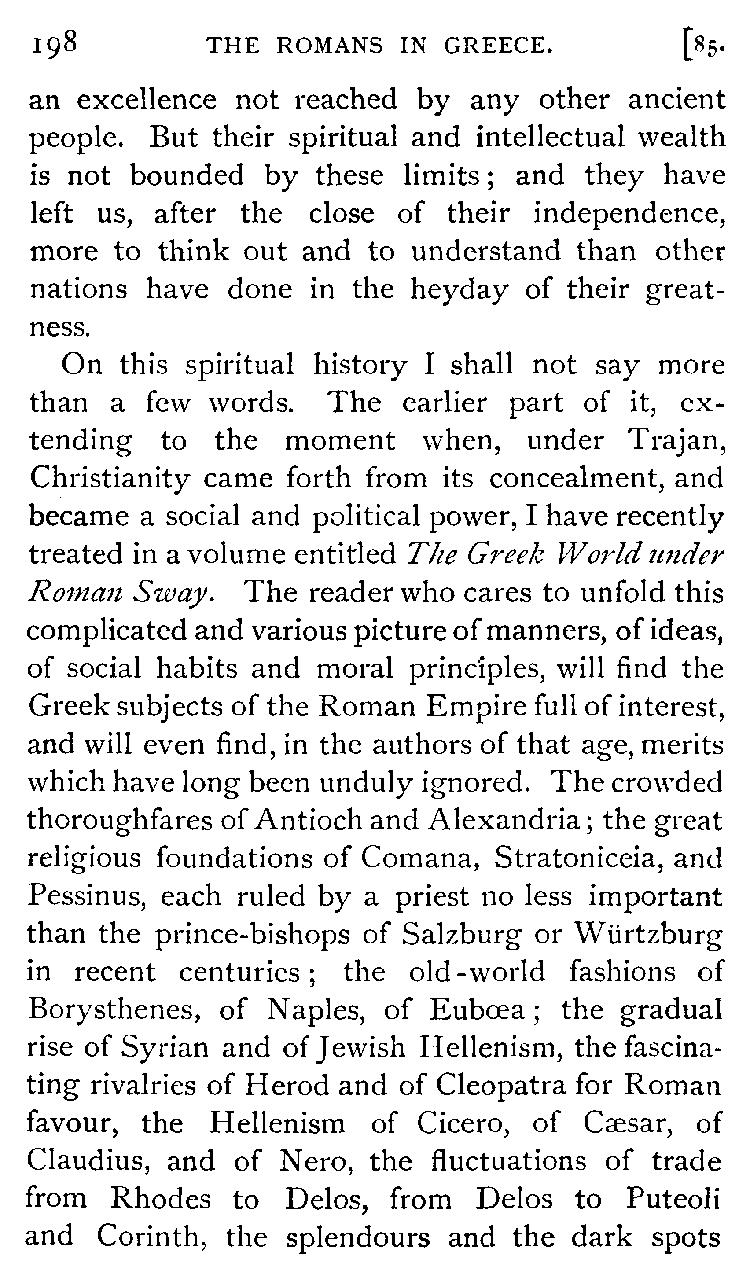 198 THE ROMANS IN GREECE. [85.
an excellence not reached by any other ancient
people. But their spiritual and intellectual wealth
is not bounded by these limits; and they have
left us, after the close of their independence,
more to think out and to understand than other
nations have done in the heyday of their great-
ness.
On this spiritual history I shall not say more
than a few words. The earlier part of it, ex-
tending to the moment when, under Trajan,
Christianity came forth from its concealment, and
became a social and political power, I have recently
treated in a volume entitled The Greek World under
Roman Sway. The reader who cares to unfold this
complicated and various picture of manners, of ideas,
of social habits and moral principles, will find the
Greek subjects of the Roman Empire full of interest,
and will even find, in the authors of that age, merits
which have long been unduly ignored. The crowded
thoroughfares of Antioch and Alexandria; the great
religious foundations of Comana, Stratoniceia, and
Pessinus, each ruled by a priest no less important
than the prince-bishops of Salzburg or Würtzburg
in recent centuries; the old-world fashions of
Borysthenes, of Naples, of Eubœa; the gradual
rise of Syrian and of Jewish Hellenism, the fascina-
ting rivalries of Herod and of Cleopatra for Roman
favour, the Hellenism of Cicero, of Cæsar, of
Claudius, and of Nero, the fluctuations of trade
from Rhodes to Delos, from Delos to Puteoli
and Corinth, the splendours and the dark spots